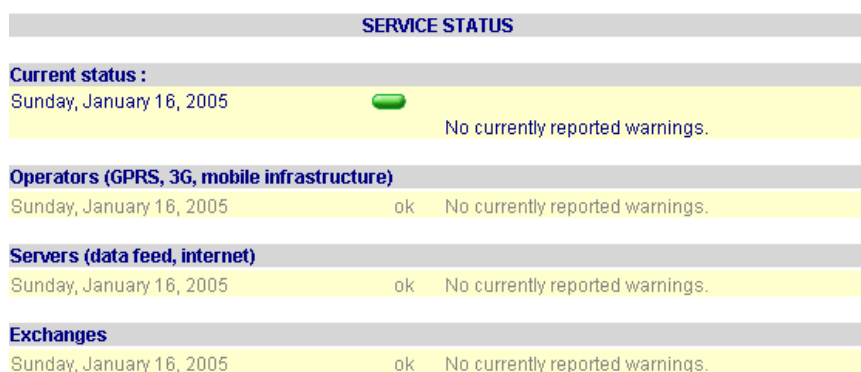 SERVICE STATUS
Current status :
Sunday, January 16, 2005
No currently reported warnings.
Operators (GPRS, 3G, mobile infrastructure)
Sunday, January 16, 2005 ok No currently reported warnings.
Servers (data feed, internet)
Sunday, January 16, 2005 ok No currently reported warnings.
Exchanges
Sunday, January 16, 2005 ok No currently reported warnings.